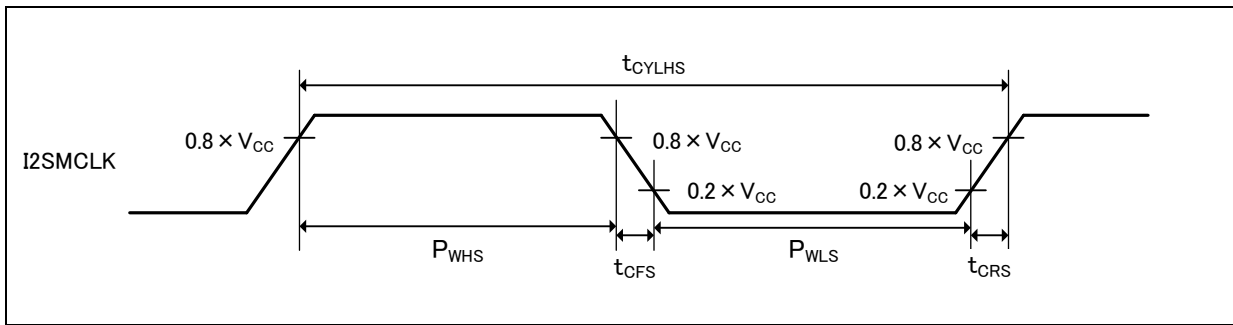 tCYLHS
0.8 × VCC
0.8 × VCC
0.8 × VCC
I2SMCLK
0.2 × VCC
0.2 × VCC
PWHS
PWLS
tCFS
tCRS